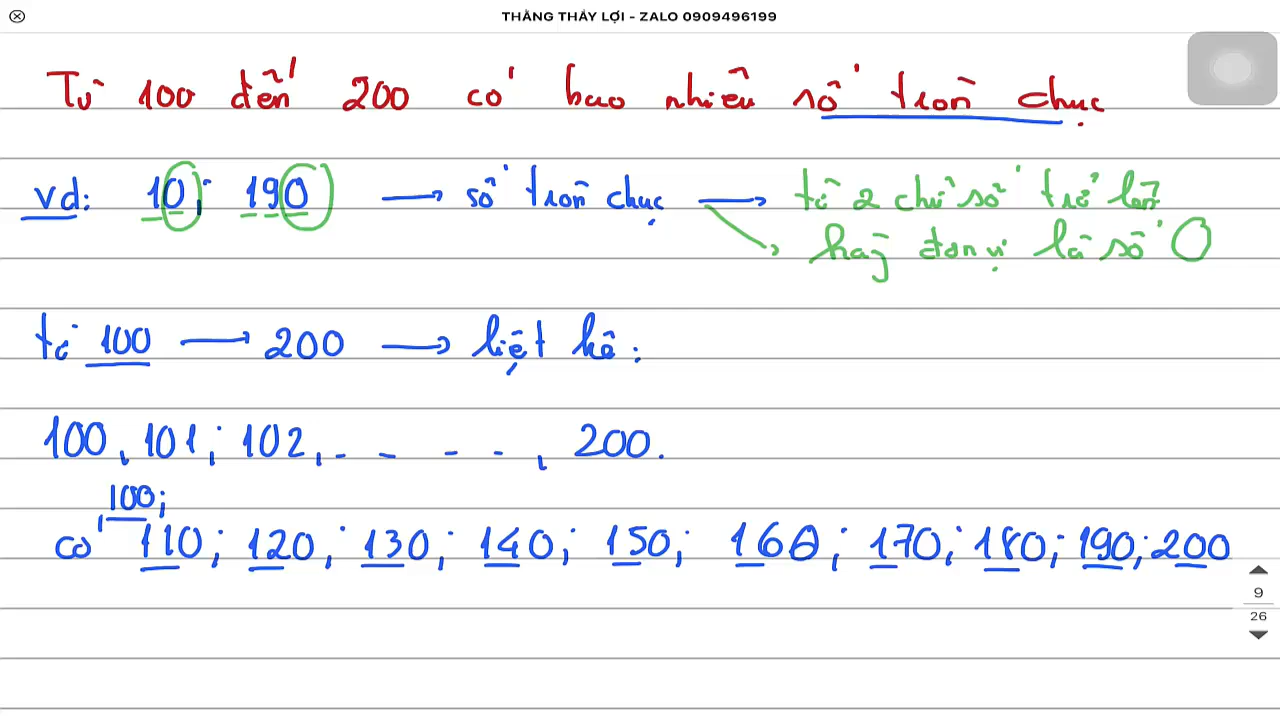 THẮNG THẦY LỢI - ZALO 0909496199
Từ 100 đến 200 có bao nhiêu số tròn chục
vd: 10; 190 → số tròn chục → từ 2 chữ số trở lên
hàng đơn vị là số 0
từ 100 → 200 → liệt kê:
100, 101; 102, . . . . , 200.
100;
có 110; 120; 130; 140; 150; 160; 170; 180; 190; 200
9
26